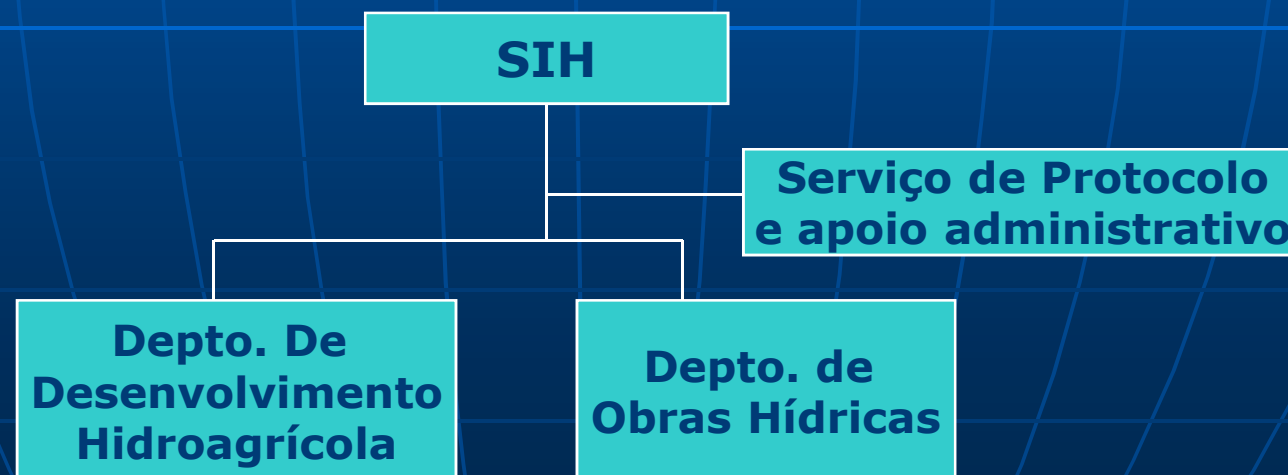 SIH
Serviço de Protocolo
e apoio administrativo
Depto. De
Desenvolvimento
Hidroagrícola
Depto. de
Obras Hídricas